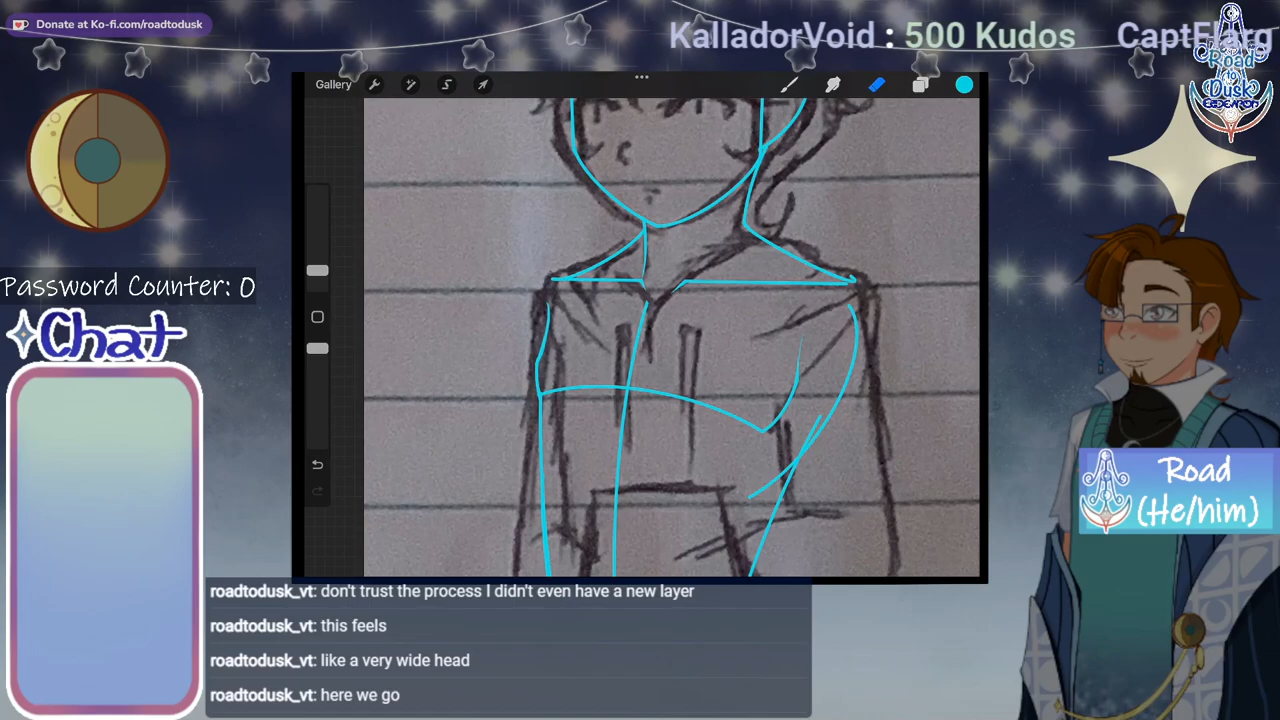 Donate at Ko-fi.com/roadtodusk
KalladorVoid : 500 Kudos CaptFlarg
Road
to
Dusk
Gallery
Password Counter: 0
Chat
Road
(He/him)
roadtodusk_vt: don't trust the process I didn't even have a new layer
roadtodusk_vt: this feels
roadtodusk_vt: like a very wide head
roadtodusk_vt: here we go